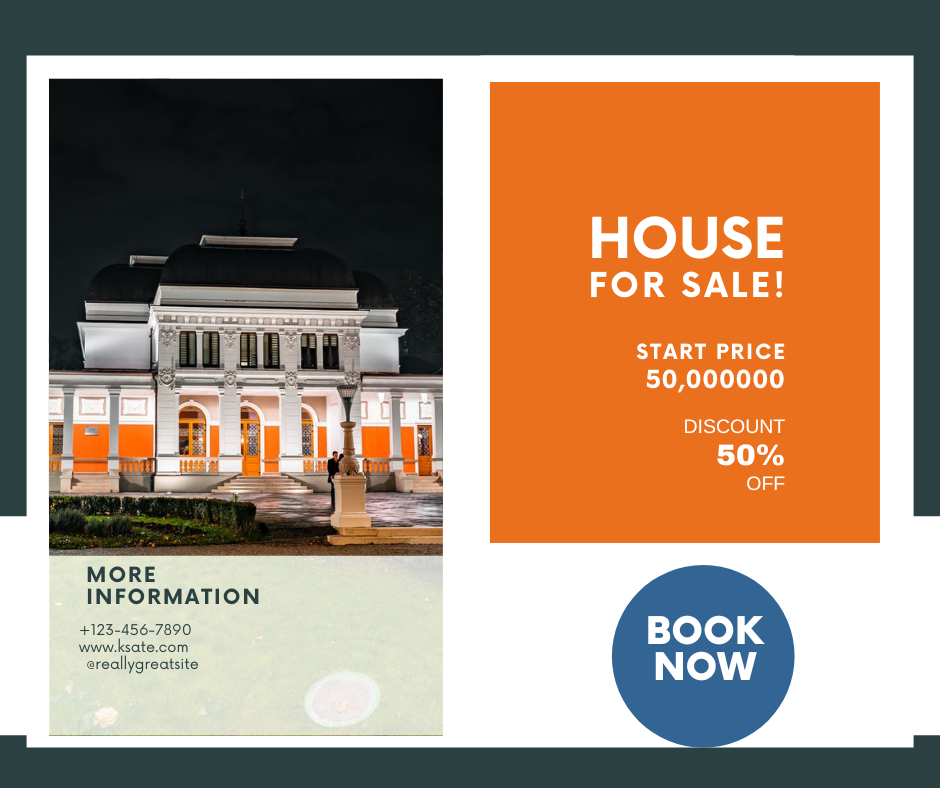 HOUSE
FOR SALE!
START PRICE
50,000000
DISCOUNT
50%
OFF
MORE
INFORMATION
+123-456-7890
www.ksate.com
@reallygreatsite
BOOK
NOW